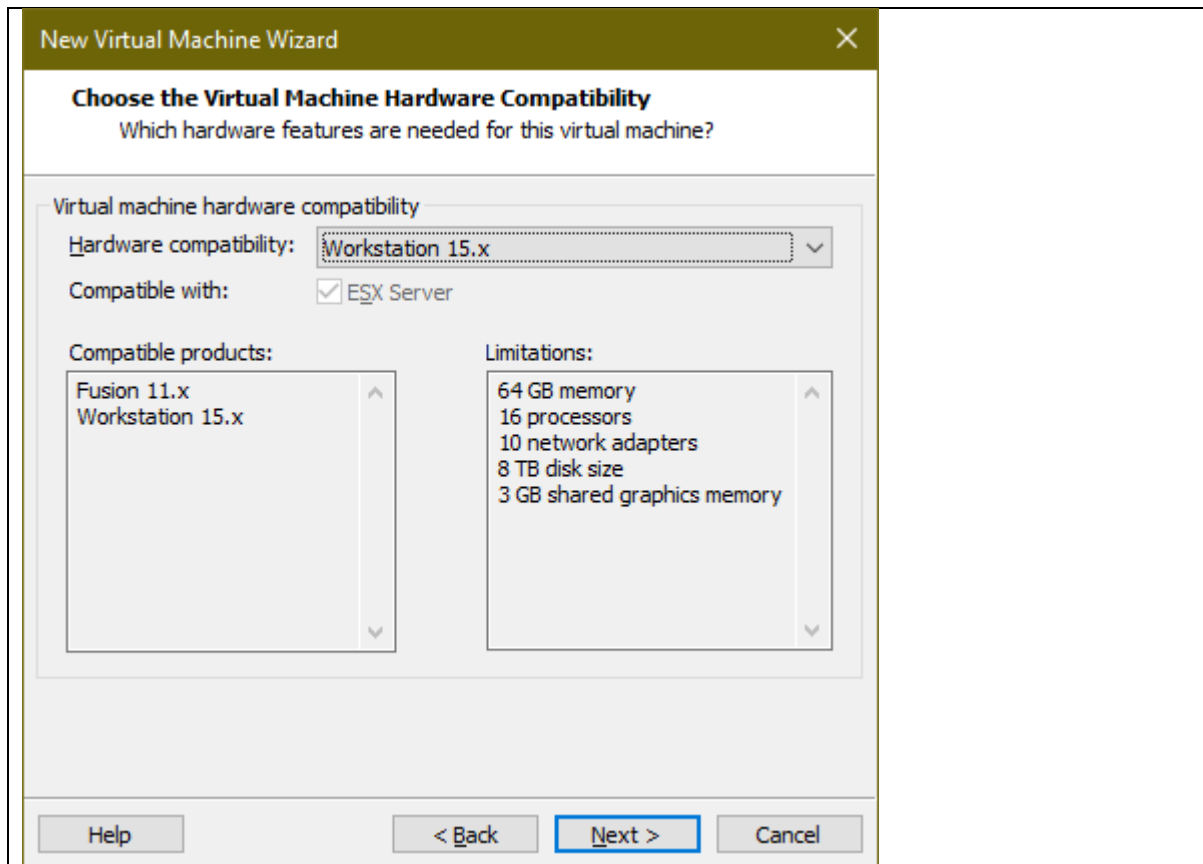 New Virtual Machine Wizard
Choose the Virtual Machine Hardware Compatibility
Which hardware features are needed for this virtual machine?
Virtual machine hardware compatibility
Hardware compatibility: Workstation 15.x
Compatible with: ESX Server
Compatible products:
Fusion 11.x
Workstation 15.x
Limitations:
64 GB memory
16 processors
10 network adapters
8 TB disk size
3 GB shared graphics memory
Help < Back Next > Cancel